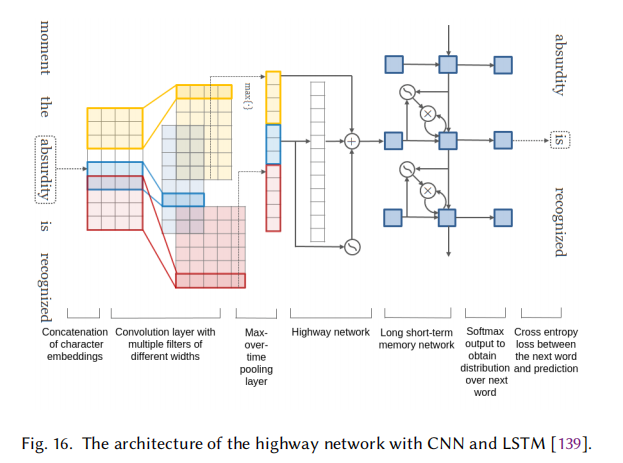 moment the absurdity is recognized
max{·}
absurdity is recognized
Concatenation
of character
embeddings
Convolution layer with
multiple filters of
different widths
Max-
over-
time
pooling
layer
Highway network
Long short-term
memory network
Softmax
output to
obtain
distribution
over next
word
Cross entropy
loss between
the next word
and prediction
Fig. 16. The architecture of the highway network with CNN and LSTM [139].